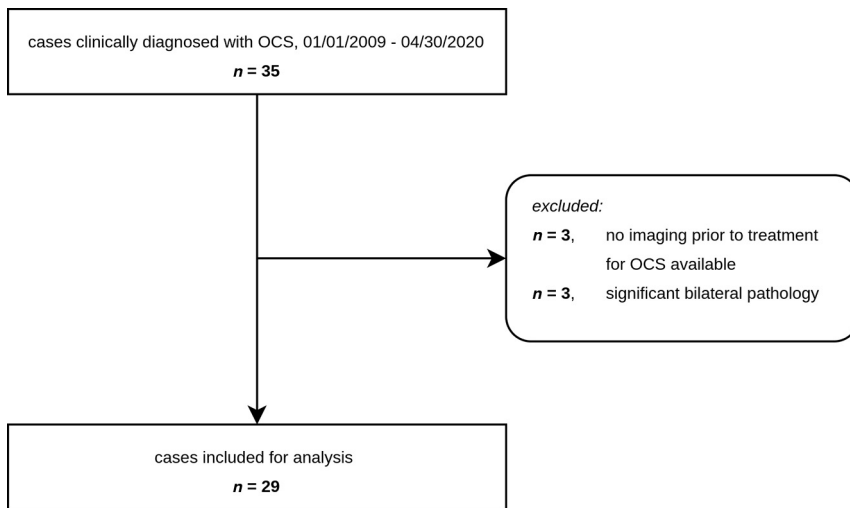 cases clinically diagnosed with OCS, 01/01/2009 - 04/30/2020
n = 35
excluded:
n = 3, no imaging prior to treatment
for OCS available
n = 3, significant bilateral pathology
cases included for analysis
n = 29